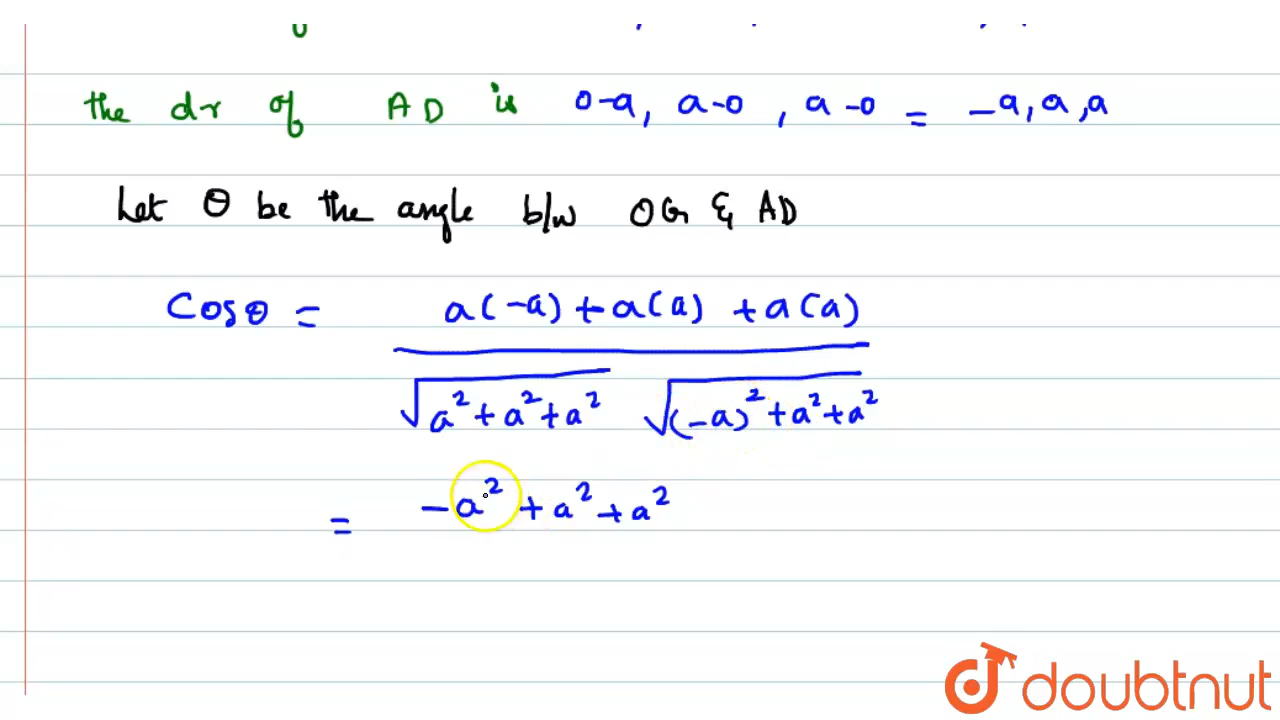 the dr of AD is 0-a, a-0, a-0 = -a, a, a
Let θ be the angle b/w OG & AD
Cosθ = a(-a) + a(a) + a(a)
√a²+a²+a² √(-a)²+a²+a²
= -a² + a² + a²
doubtnut